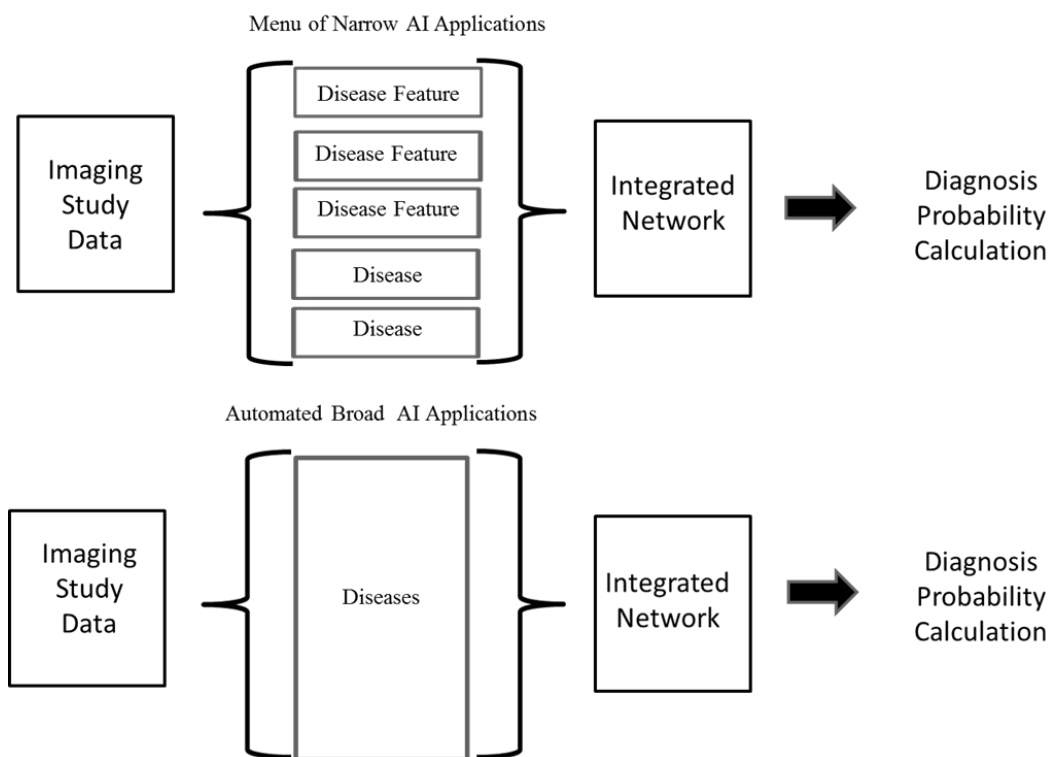 Menu of Narrow AI Applications
Imaging
Study
Data
Disease Feature
Disease Feature
Disease Feature
Disease
Disease
Integrated
Network
Diagnosis
Probability
Calculation
Automated Broad AI Applications
Imaging
Study
Data
Diseases
Integrated
Network
Diagnosis
Probability
Calculation